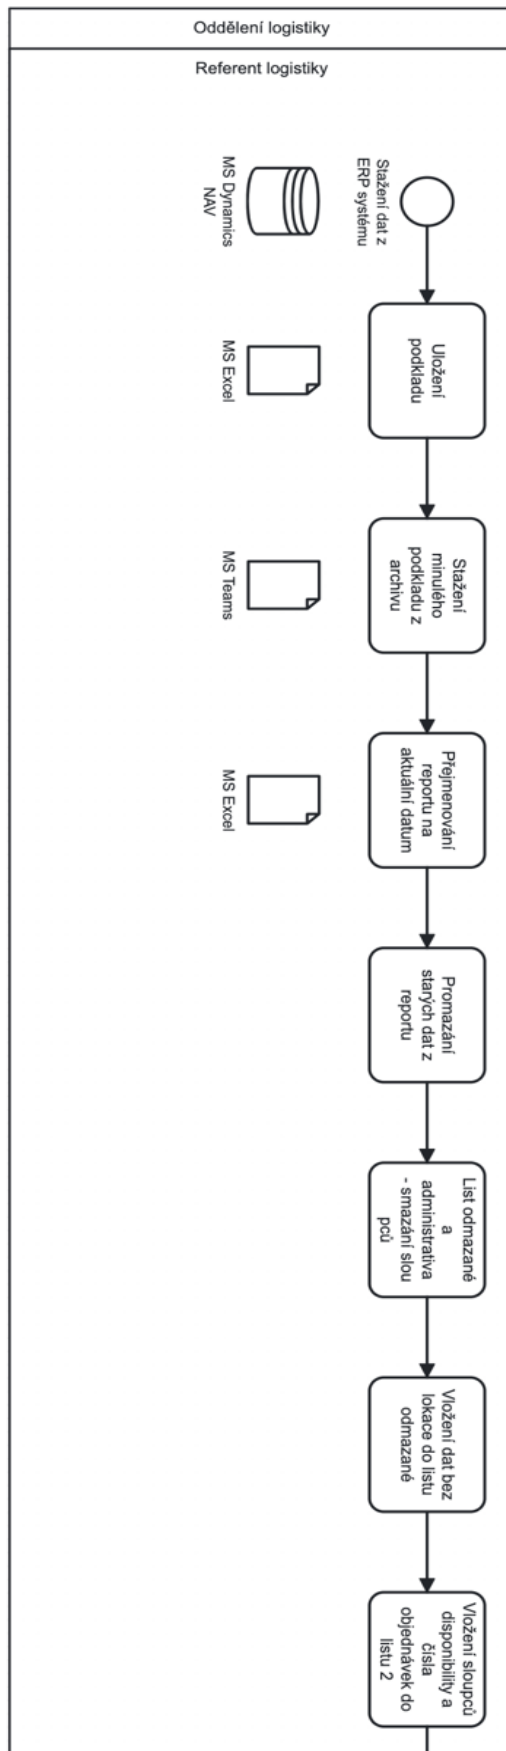 Oddělení logistiky
Referent logistiky
Stažení dat z
ERP systému
MS Dynamics
NAV
Uložení
podkladu
MS Excel
Stažení
minulého
podkladu z
archivu
MS Teams
Přejmenování
reportu na
aktuální datum
MS Excel
Promazání
starých dat z
reportu
List odmazané
a
administrativa
- smazání slou
pců
Vložení dat bez
lokace do listu
odmazané
Vložení sloupců
disponibility a
čísla
objednávek do
listu 2